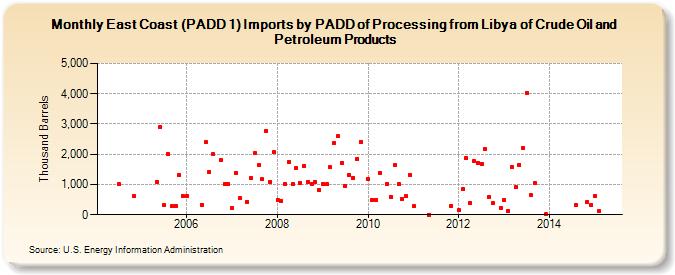 Monthly East Coast (PADD 1) Imports by PADD of Processing from Libya of Crude Oil and
Petroleum Products
Thousand Barrels
5,000
4,000
3,000
2,000
1,000
0
2006
2008
2010
2012
2014
Source: U.S. Energy Information Administration